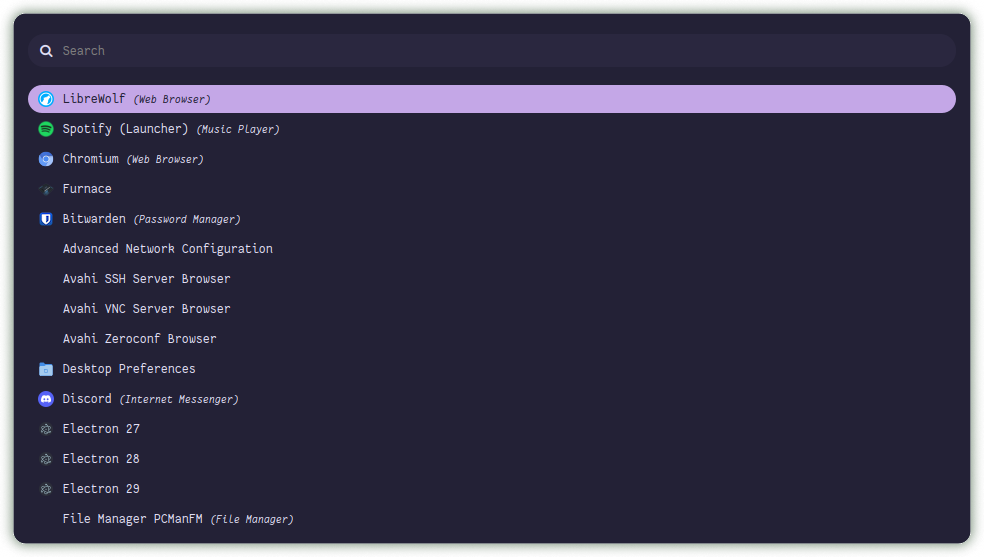 Search
LibreWolf (Web Browser)
Spotify (Launcher) (Music Player)
Chromium (Web Browser)
Furnace
Bitwarden (Password Manager)
Advanced Network Configuration
Avahi SSH Server Browser
Avahi VNC Server Browser
Avahi Zeroconf Browser
Desktop Preferences
Discord (Internet Messenger)
Electron 27
Electron 28
Electron 29
File Manager PCManFM (File Manager)